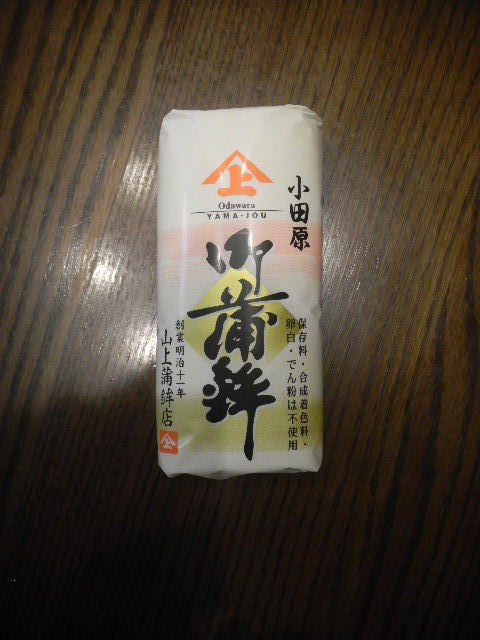 上
Odawara
YAMA-JOU
小田原
御蒲鉾
保存料・合成着色料・
卵白・でん粉は不使用
創業明治十一年
山上蒲鉾店
上